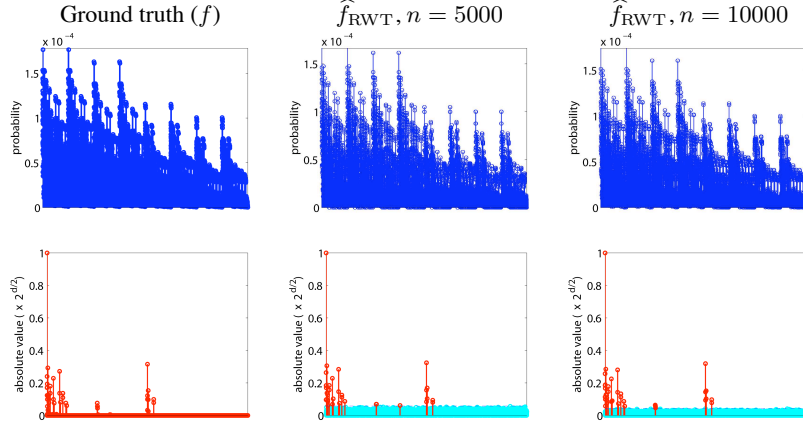 Ground truth (f)
f̂RWT, n = 5000
f̂RWT, n = 10000
x 10⁻⁴
x 10⁻⁴
x 10⁻⁴
1.5
1
0.5
0
probability
1.5
1
0.5
0
probability
1.5
1
0.5
0
probability
1
0.8
0.6
0.4
0.2
0
absolute value ( x 2^d/2)
1
0.8
0.6
0.4
0.2
0
absolute value ( x 2^d/2)
1
0.8
0.6
0.4
0.2
0
absolute value ( x 2^d/2)